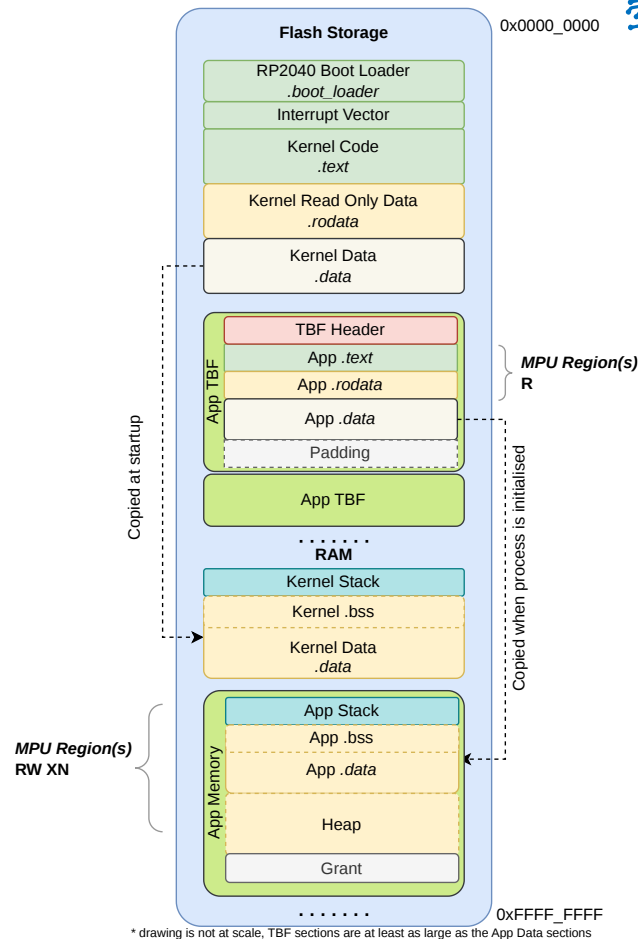 Flash Storage
0x0000_0000
RP2040 Boot Loader
.boot_loader
Interrupt Vector
Kernel Code
.text
Kernel Read Only Data
.rodata
Kernel Data
.data
App TBF
TBF Header
App .text
App .rodata
App .data
Padding
MPU Region(s)
R
App TBF
Copied at startup
Copied when process is initialised
.......
RAM
Kernel Stack
Kernel .bss
Kernel Data
.data
App Memory
App Stack
App .bss
App .data
Heap
Grant
MPU Region(s)
RW XN
.......
0xFFFF_FFFF
* drawing is not at scale, TBF sections are at least as large as the App Data sections